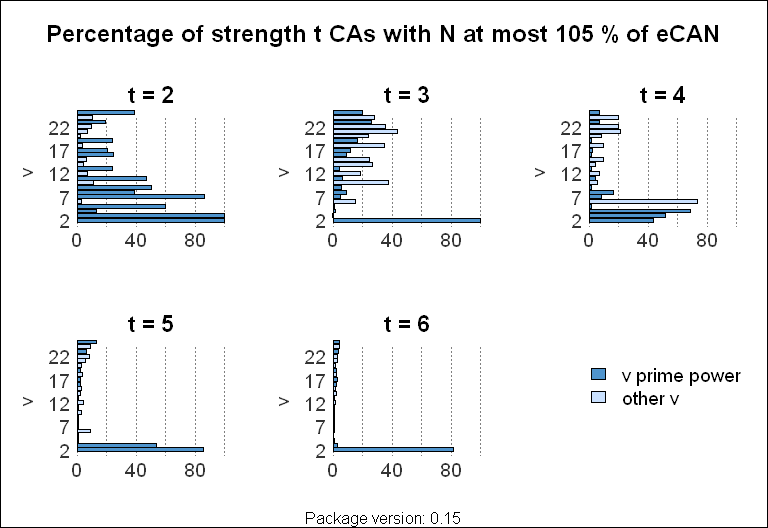 Percentage of strength t CAs with N at most 105 % of eCAN
t = 2
t = 3
t = 4
22
17
12
7
2
>
0 40 80
22
17
12
7
2
>
0 40 80
22
17
12
7
2
>
0 40 80
t = 5
t = 6
22
17
12
7
2
>
0 40 80
22
17
12
7
2
>
0 40 80
v prime power
other v
Package version: 0.15